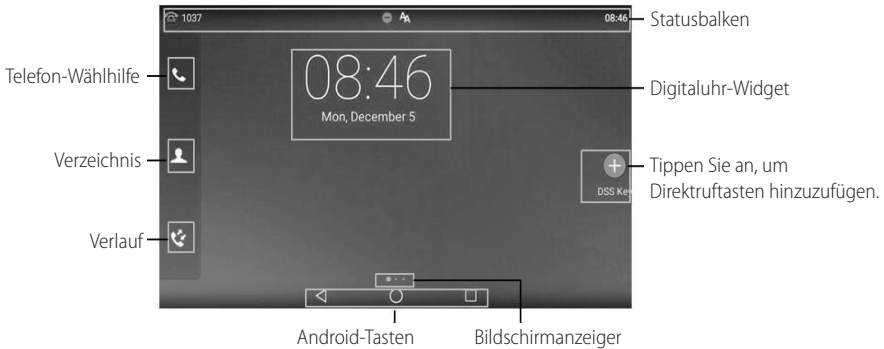 1037
08:46
Statusbalken
Telefon-Wählhilfe
08:46
Mon, December 5
Digitaluhr-Widget
Verzeichnis
Tippen Sie an, um
Direktruftasten hinzuzufügen.
DSS Key
Verlauf
Android-Tasten
Bildschirmanzeiger